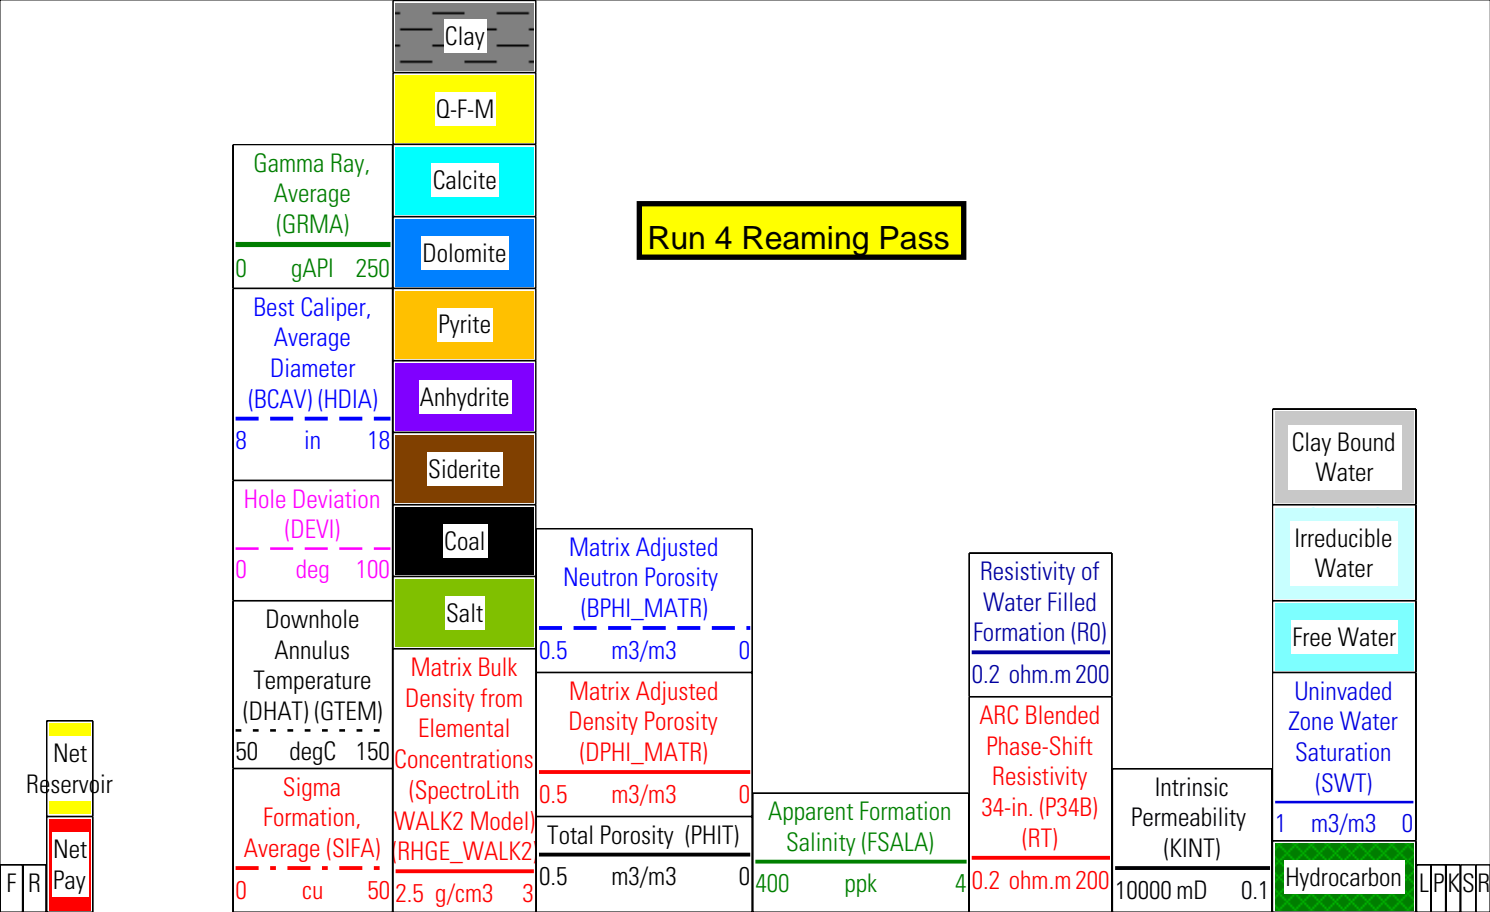 Clay
Q-F-M
Calcite
Dolomite
Pyrite
Anhydrite
Siderite
Coal
Salt
Run 4 Reaming Pass
F R
Net
Reservoir
Net
Pay
Gamma Ray,
Average
(GRMA)
0 gAPI 250
Best Caliper,
Average
Diameter
(BCAV) (HDIA)
8 in 18
Hole Deviation
(DEVI)
0 deg 100
Downhole
Annulus
Temperature
(DHAT) (GTEM)
50 degC 150
Sigma
Formation,
Average (SIFA)
0 cu 50
Matrix Bulk
Density from
Elemental
Concentrations
(SpectroLith
WALK2 Model)
(RHGE_WALK2)
2.5 g/cm3 3
Matrix Adjusted
Neutron Porosity
(BPHI_MATR)
0.5 m3/m3 0
Matrix Adjusted
Density Porosity
(DPHI_MATR)
0.5 m3/m3 0
Total Porosity (PHIT)
0.5 m3/m3 0
Apparent Formation
Salinity (FSALA)
400 ppk 4
Resistivity of
Water Filled
Formation (R0)
0.2 ohm.m 200
ARC Blended
Phase-Shift
Resistivity
34-in. (P34B)
(RT)
0.2 ohm.m 200
Intrinsic
Permeability
(KINT)
10000 mD 0.1
Clay Bound
Water
Irreducible
Water
Free Water
Uninvaded
Zone Water
Saturation
(SWT)
1 m3/m3 0
Hydrocarbon
L P K S R